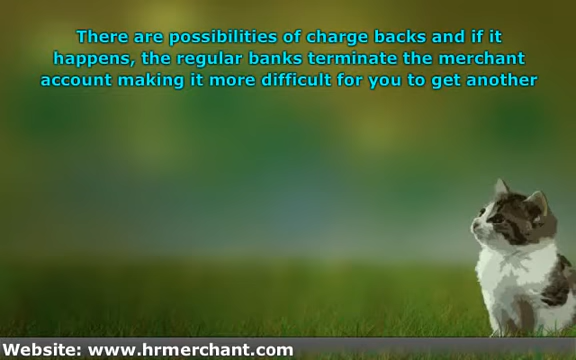 There are possibilities of charge backs and if it
happens, the regular banks terminate the merchant
account making it more difficult for you to get another
Website: www.hrmerchant.com